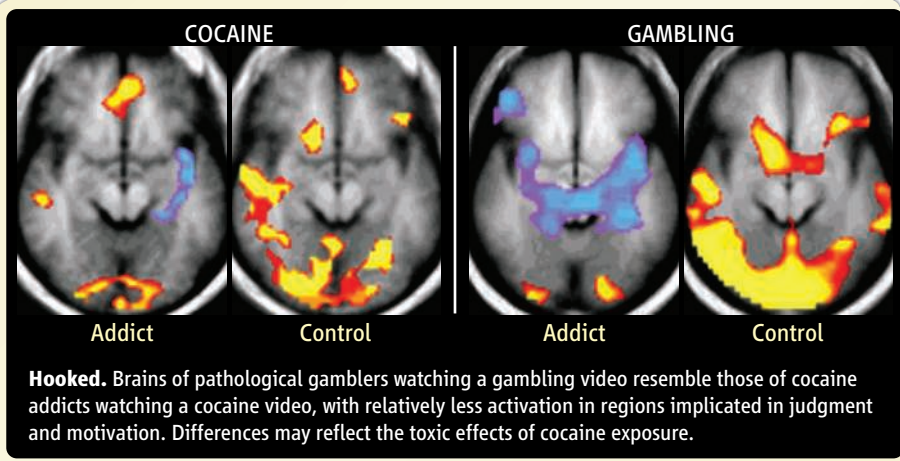 COCAINE GAMBLING
Addict Control Addict Control
Hooked. Brains of pathological gamblers watching a gambling video resemble those of cocaine
addicts watching a cocaine video, with relatively less activation in regions implicated in judgment
and motivation. Differences may reflect the toxic effects of cocaine exposure.